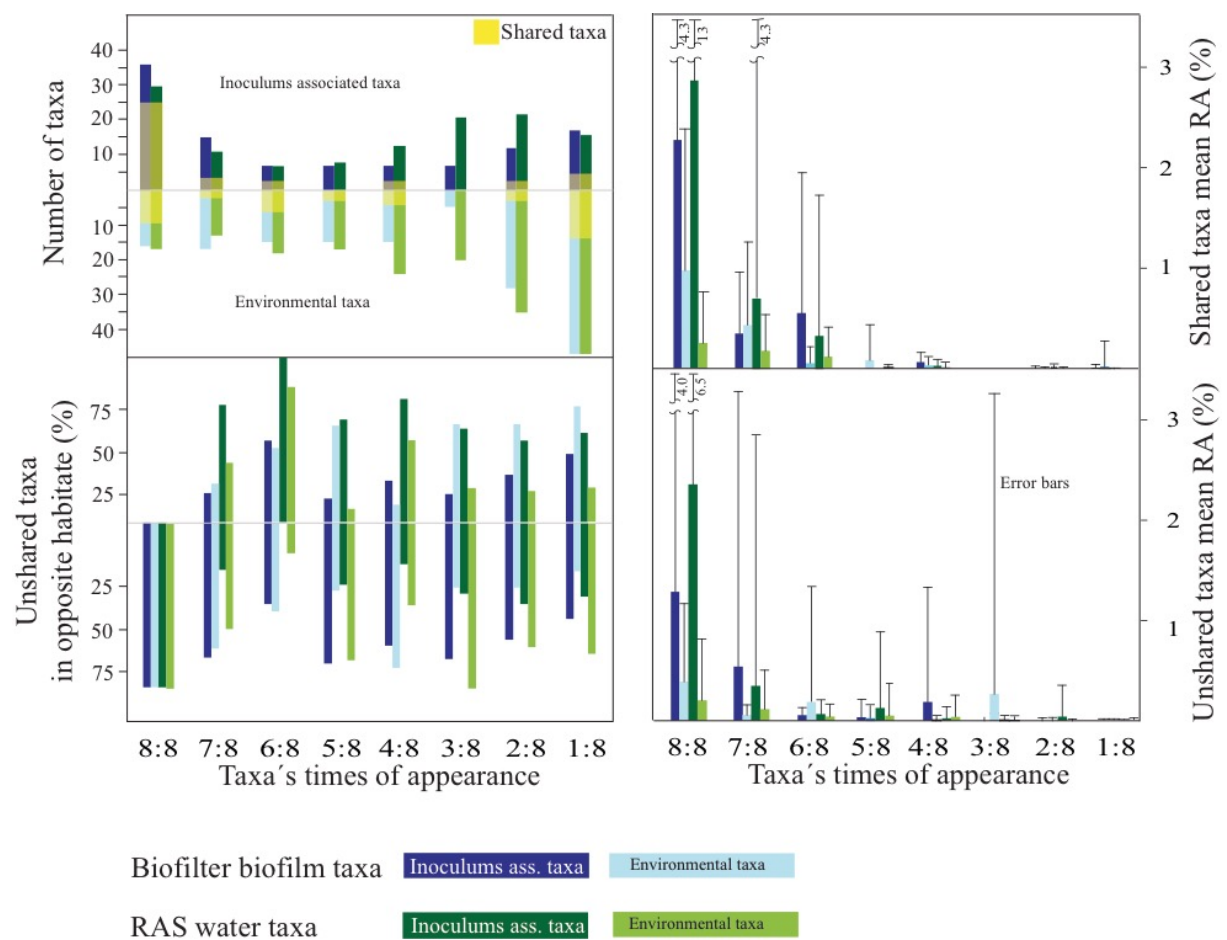 Shared taxa
Inoculums associated taxa
Environmental taxa
Number of taxa
40
30
20
10
10
20
30
40
Unshared taxa
in opposite habitate (%)
75
50
25
25
50
75
8:8 7:8 6:8 5:8 4:8 3:8 2:8 1:8
Taxa´s times of appearance
4.3
13
4.3
3
2
1
Shared taxa mean RA (%)
4.0
6.5
Error bars
3
2
1
Unshared taxa mean RA (%)
8:8 7:8 6:8 5:8 4:8 3:8 2:8 1:8
Taxa´s times of appearance
Biofilter biofilm taxa Inoculums ass. taxa Environmental taxa
RAS water taxa Inoculums ass. taxa Environmental taxa